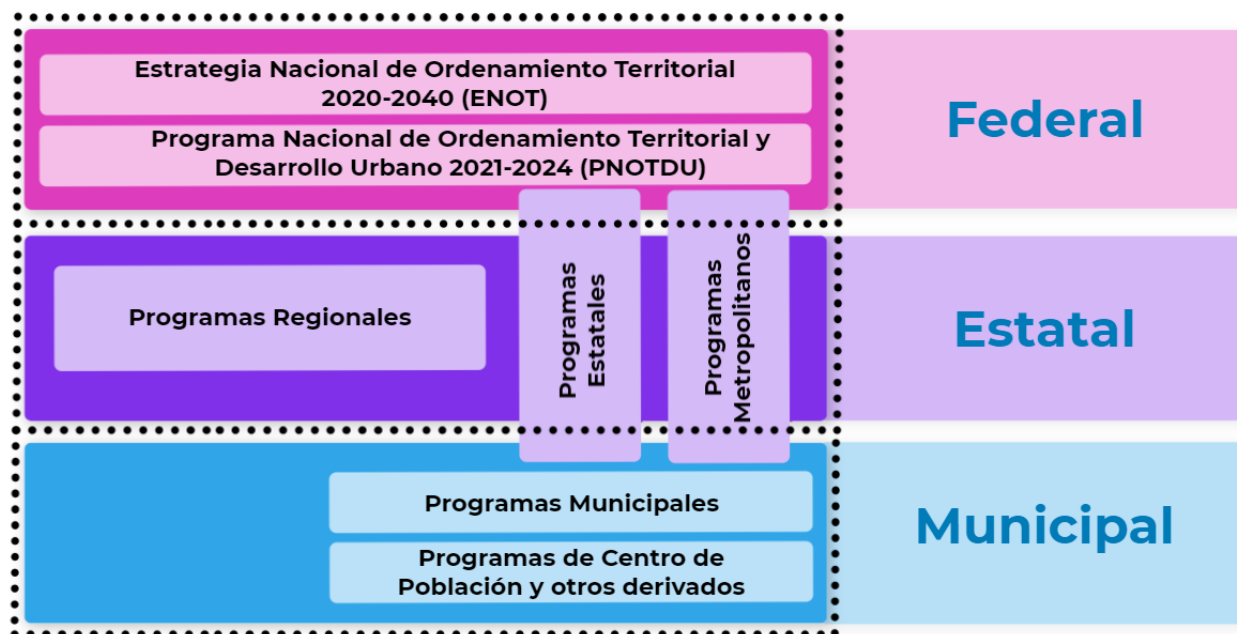 Estrategia Nacional de Ordenamiento Territorial
2020-2040 (ENOT)
Programa Nacional de Ordenamiento Territorial y
Desarrollo Urbano 2021-2024 (PNOTDU)
Federal
Programas Regionales
Programas
Estatales
Programas
Metropolitanos
Estatal
Programas Municipales
Programas de Centro de
Población y otros derivados
Municipal